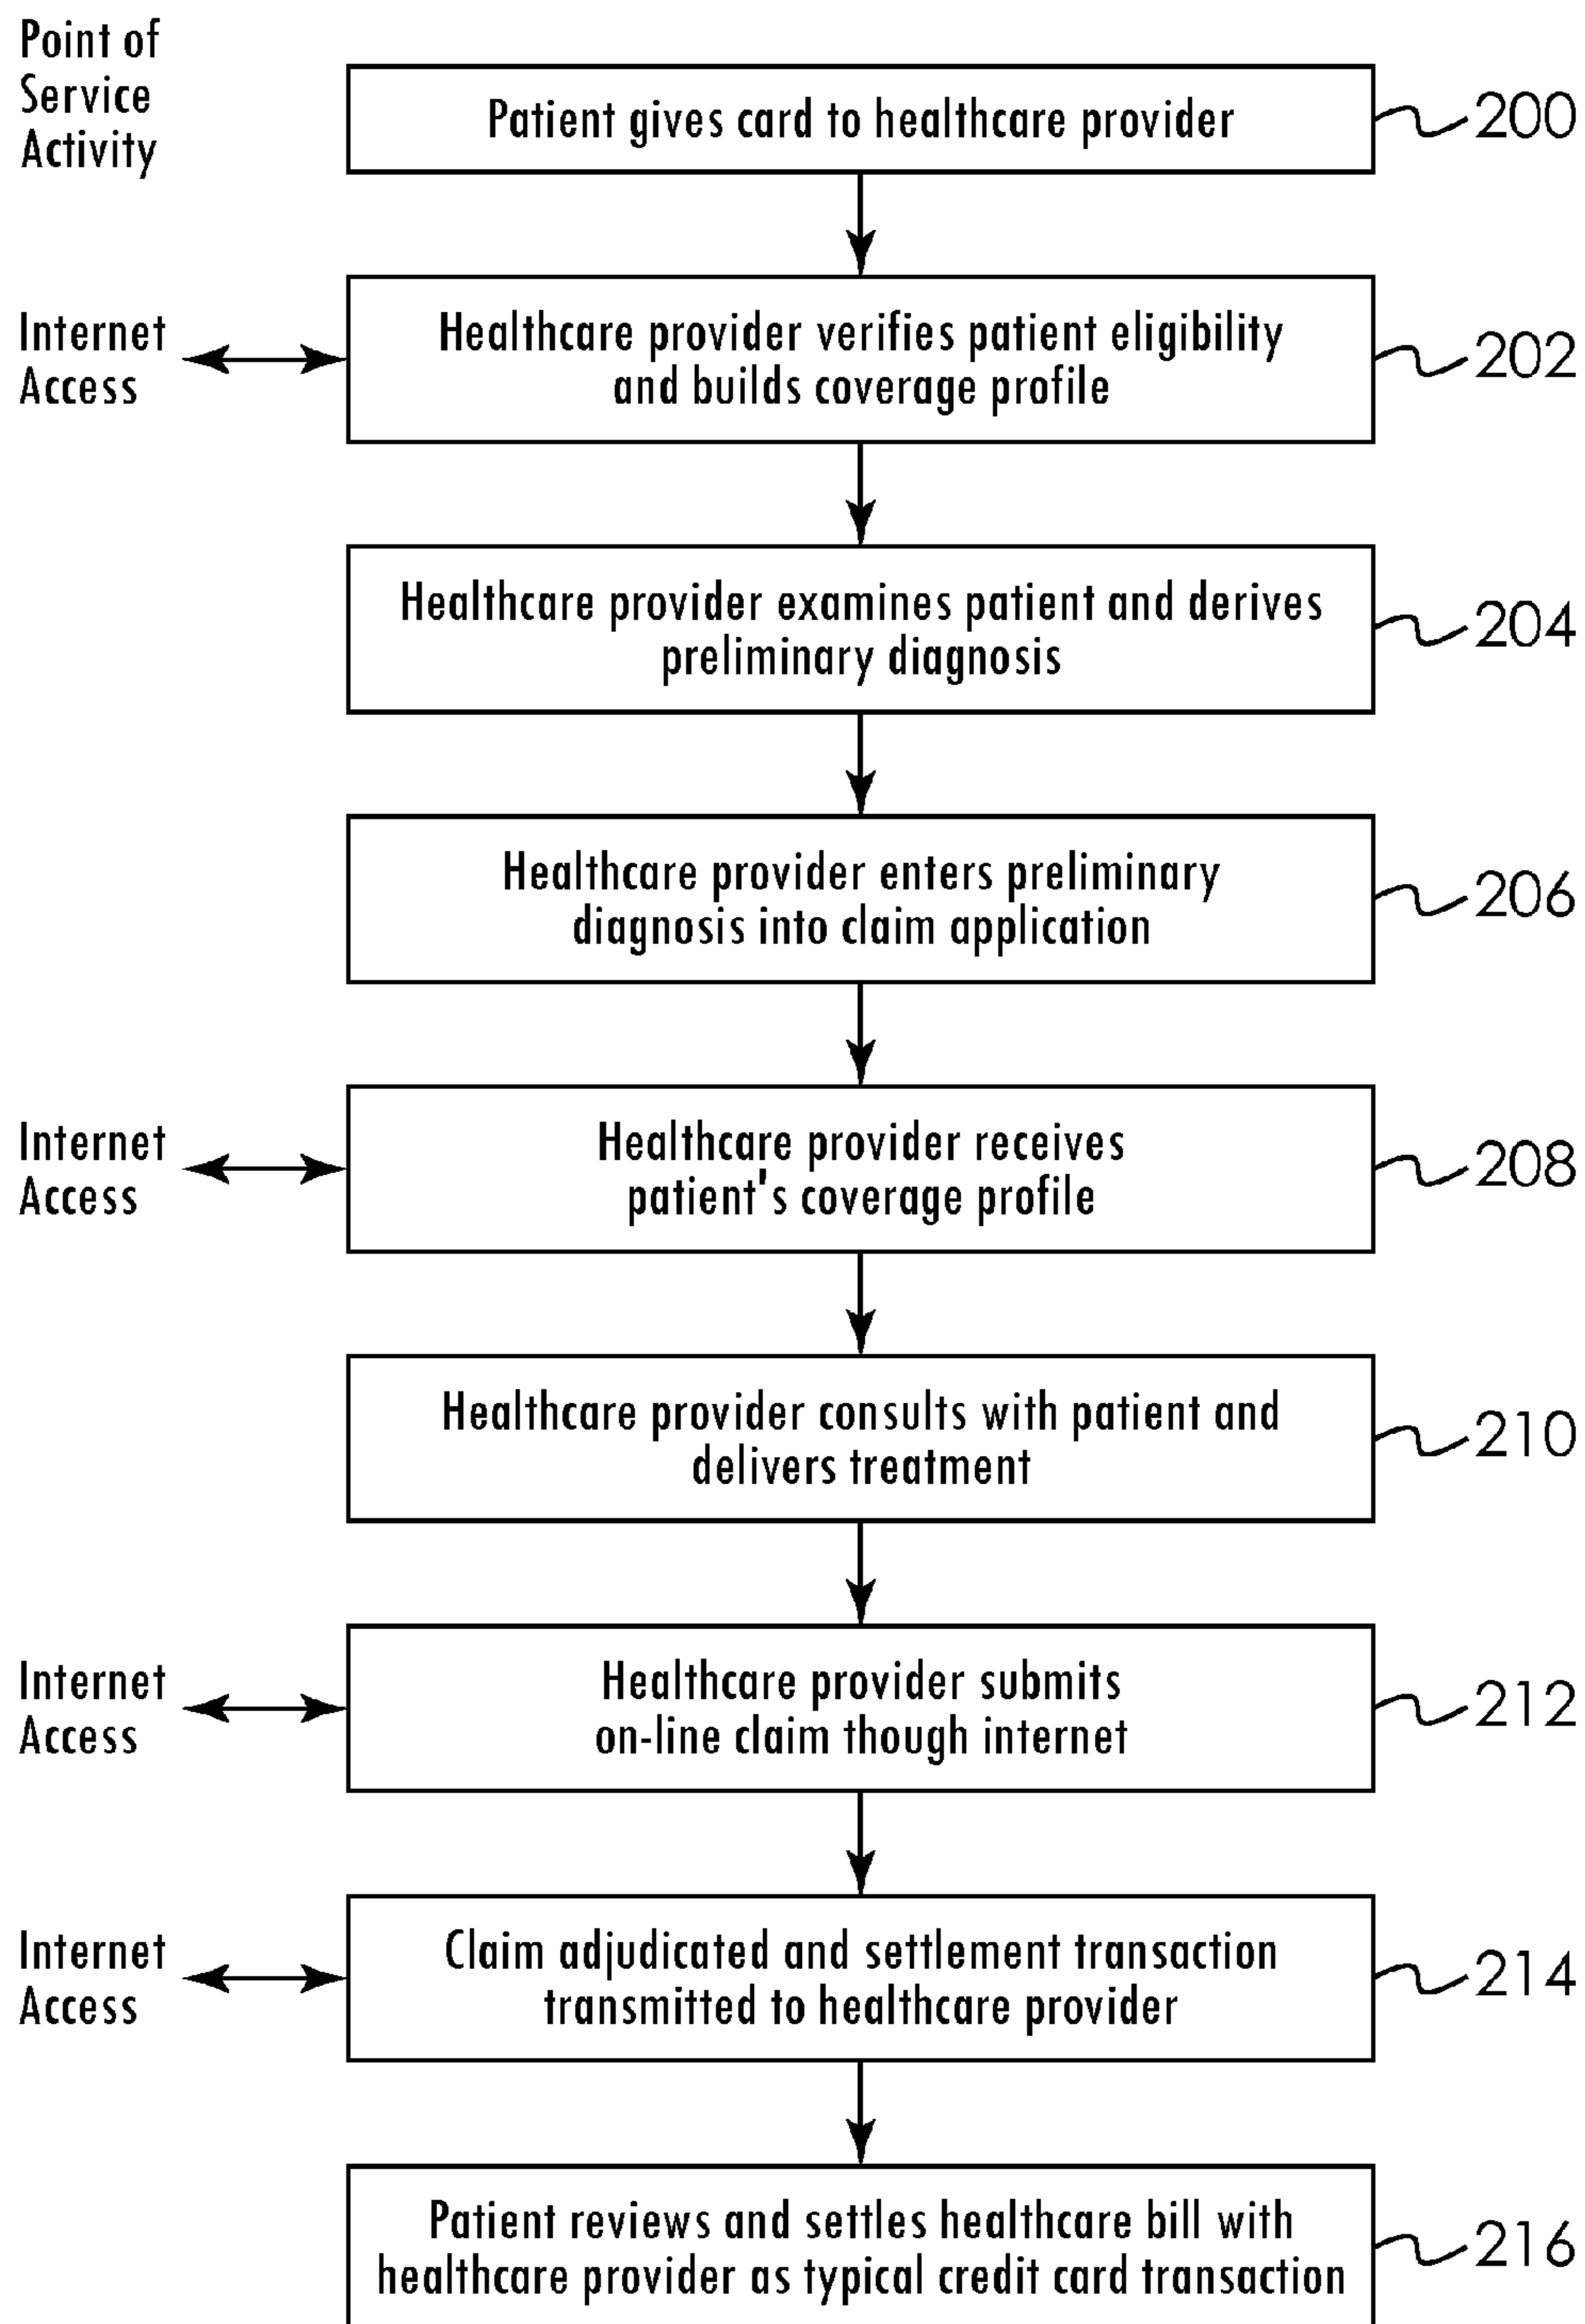 Point of
Service
Activity
Patient gives card to healthcare provider
200
Internet
Access
Healthcare provider verifies patient eligibility
and builds coverage profile
202
Healthcare provider examines patient and derives
preliminary diagnosis
204
Healthcare provider enters preliminary
diagnosis into claim application
206
Internet
Access
Healthcare provider receives
patient's coverage profile
208
Healthcare provider consults with patient and
delivers treatment
210
Internet
Access
Healthcare provider submits
on-line claim though internet
212
Internet
Access
Claim adjudicated and settlement transaction
transmitted to healthcare provider
214
Patient reviews and settles healthcare bill with
healthcare provider as typical credit card transaction
216